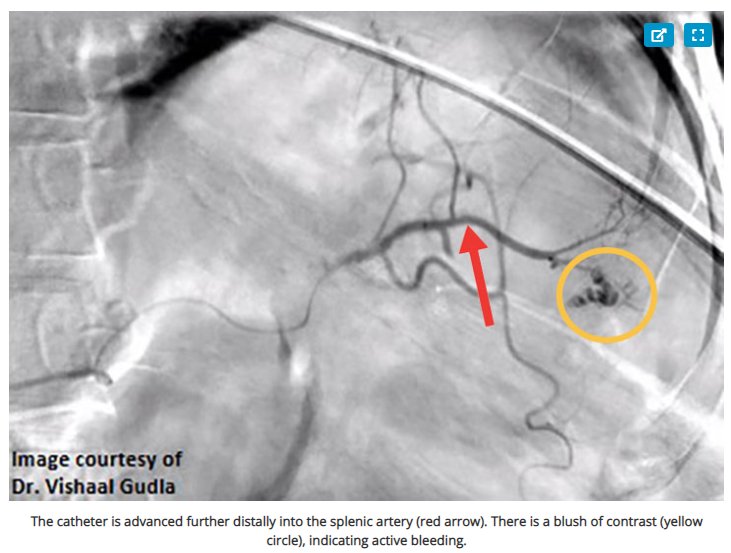 Image courtesy of
Dr. Vishaal Gudla
The catheter is advanced further distally into the splenic artery (red arrow). There is a blush of contrast (yellow
circle), indicating active bleeding.